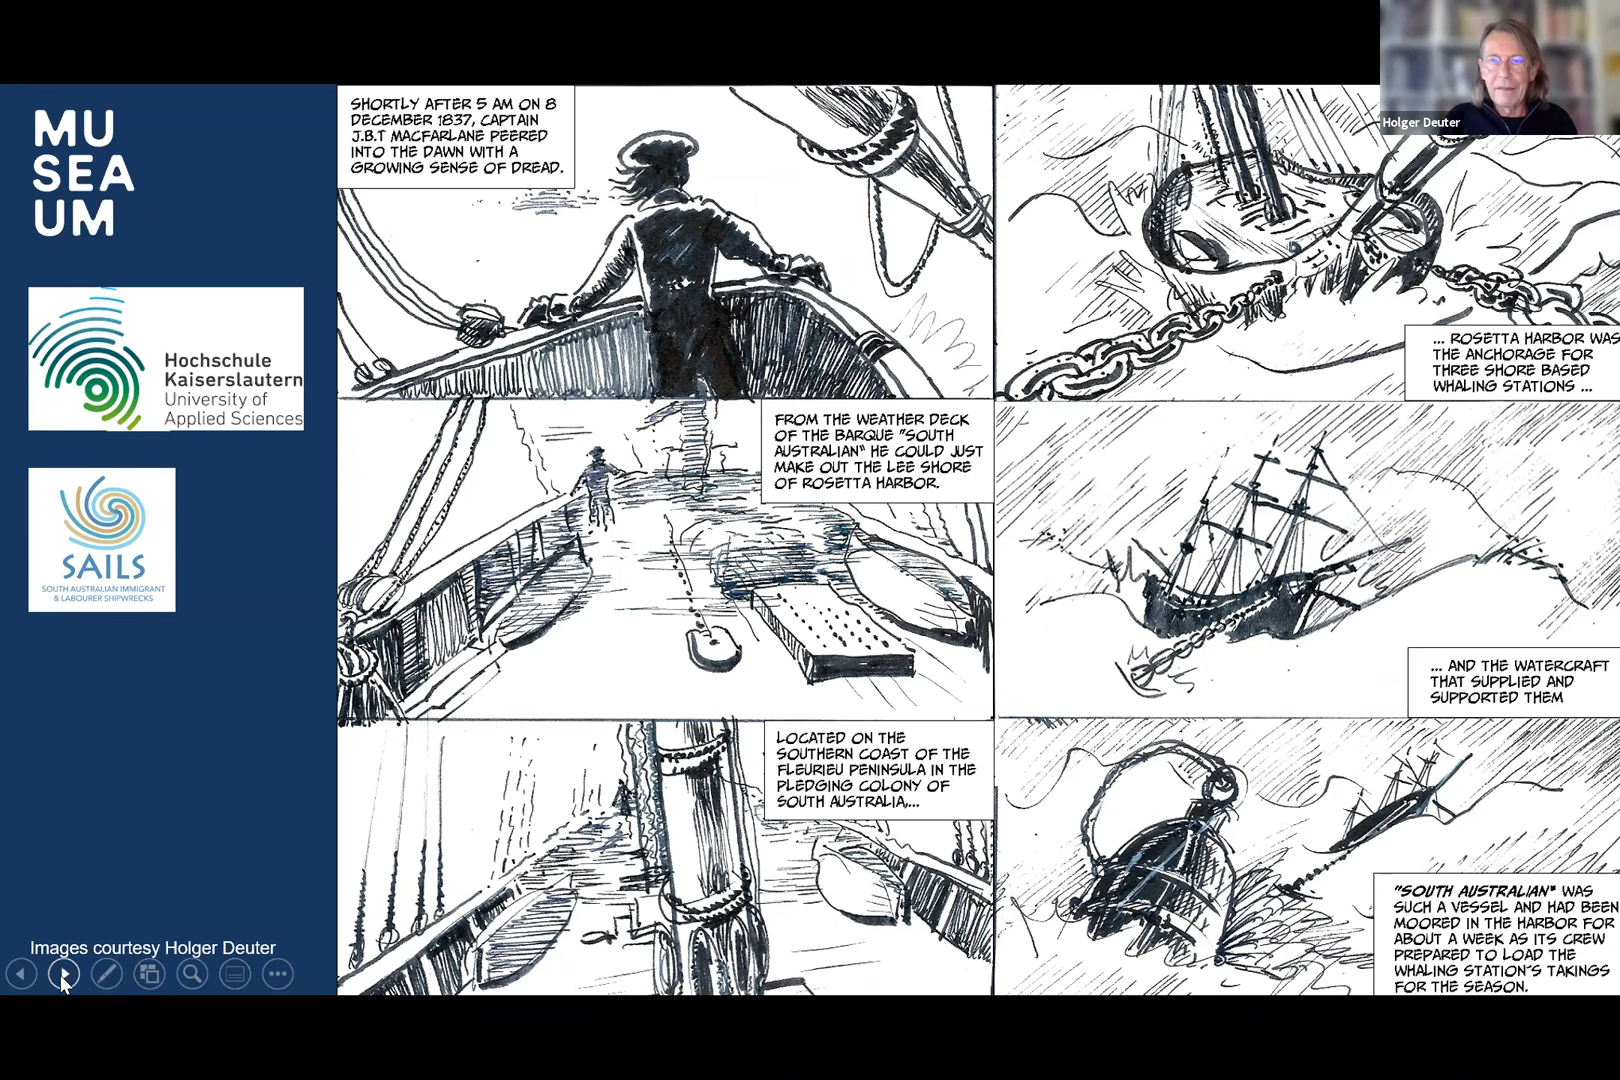 MU
SEA
UM
Hochschule
Kaiserslautern
University of
Applied Sciences
SAILS
SOUTH AUSTRALIAN IMMIGRANT
& LABOURER SHIPWRECKS
Images courtesy Holger Deuter
SHORTLY AFTER 5 AM ON 8
DECEMBER 1837, CAPTAIN
J.B.T MACFARLANE PEERED
INTO THE DAWN WITH A
GROWING SENSE OF DREAD.
FROM THE WEATHER DECK
OF THE BARQUE "SOUTH
AUSTRALIAN" HE COULD JUST
MAKE OUT THE LEE SHORE
OF ROSETTA HARBOR.
LOCATED ON THE
SOUTHERN COAST OF THE
FLEURIEU PENINSULA IN THE
PLEDGING COLONY OF
SOUTH AUSTRALIA,...
... ROSETTA HARBOR WAS
THE ANCHORAGE FOR
THREE SHORE BASED
WHALING STATIONS ...
... AND THE WATERCRAFT
THAT SUPPLIED AND
SUPPORTED THEM
"SOUTH AUSTRALIAN" WAS
SUCH A VESSEL AND HAD BEEN
MOORED IN THE HARBOR FOR
ABOUT A WEEK AS ITS CREW
PREPARED TO LOAD THE
WHALING STATION'S TAKINGS
FOR THE SEASON.
Holger Deuter